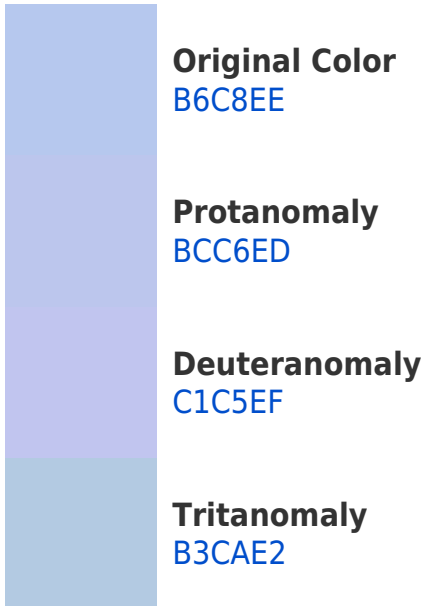 Original Color
B6C8EE
Protanomaly
BCC6ED
Deuteranomaly
C1C5EF
Tritanomaly
B3CAE2